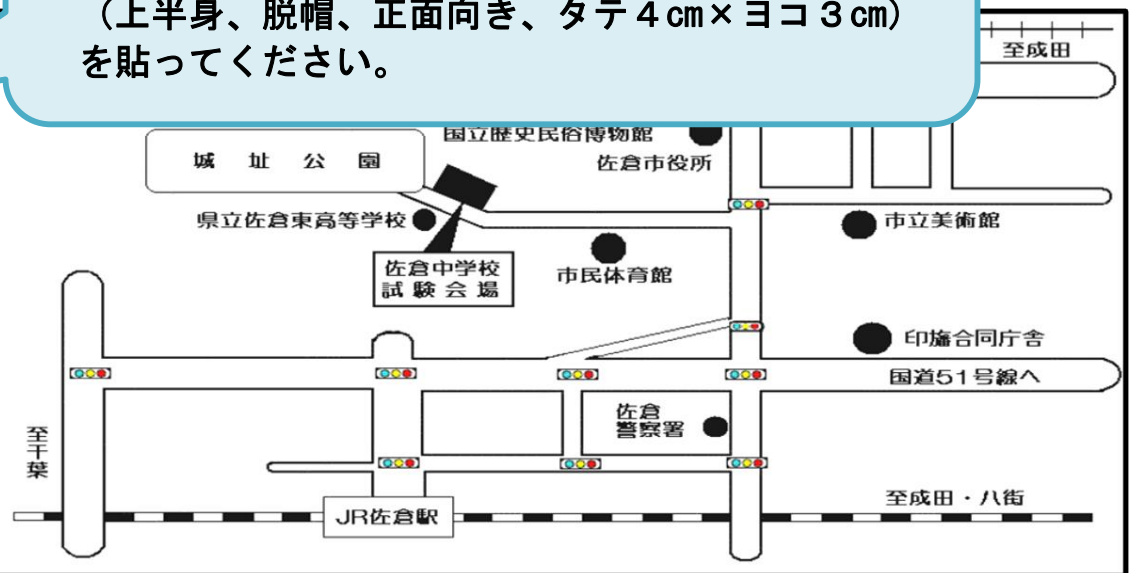 （上半身、脱帽、正面向き、タテ４㎝×ヨコ３㎝）
を貼ってください。
至成田
国立歴史民俗博物館
城址公園
佐倉市役所
県立佐倉東高等学校
市立美術館
佐倉中学校
試験会場
市民体育館
印旛合同庁舎
国道51号線へ
佐倉
警察署
至千葉
至成田・八街
JR佐倉駅